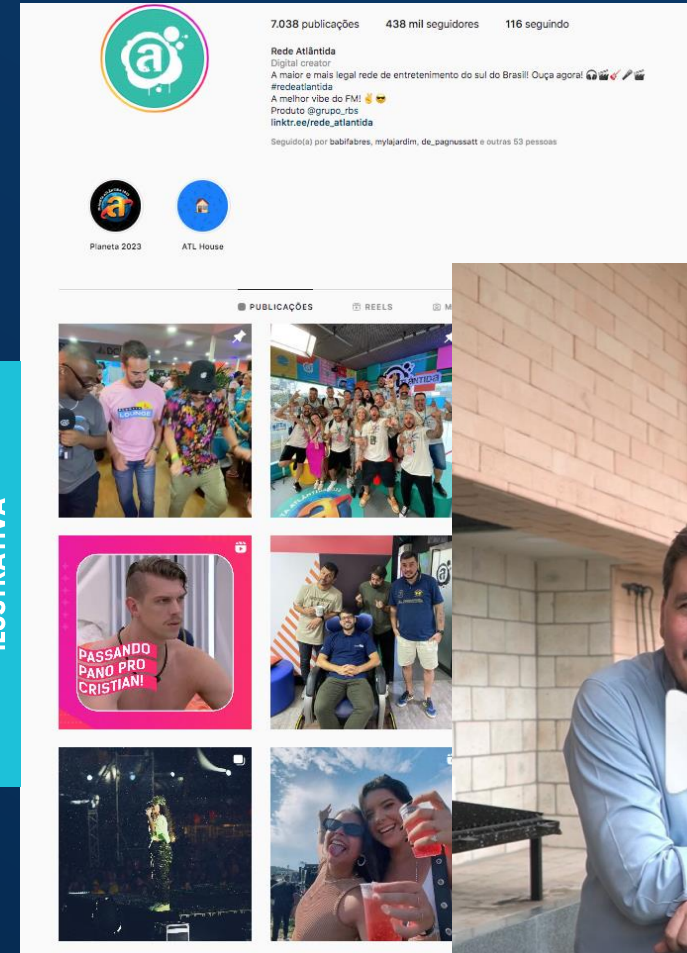 7.038 publicações 438 mil seguidores 116 seguindo
Rede Atlântida
Digital creator
A maior e mais legal rede de entretenimento do sul do Brasil! Ouça agora! 🎧🎬🎸🎤🎬
#redeatlantida
A melhor vibe do FM! ✌️😎
Produto @grupo_rbs
linktr.ee/rede_atlantida
Seguido(a) por babifabres, mylajardim, de_pagnussatt e outras 53 pessoas
Planeta 2023 ATL House
PUBLICAÇÕES REELS M
LOUNGE
PASSANDO
PANO PRO
CRISTIAN!
ILUSTRATIVA